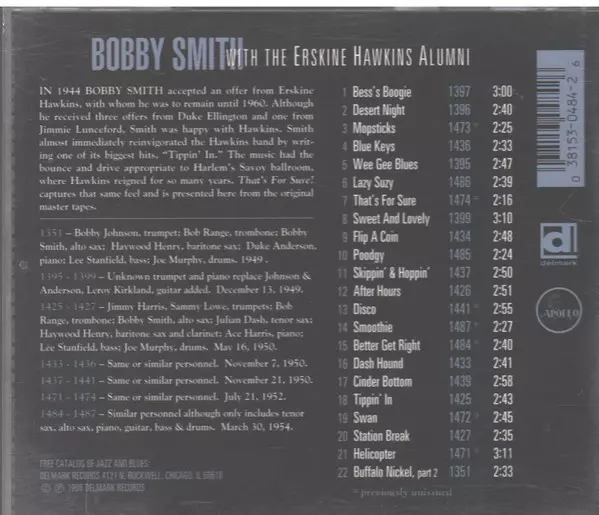 BOBBY SMITH WITH THE ERSKINE HAWKINS ALUMNI
IN 1944 BOBBY SMITH accepted an offer from Erskine
Hawkins, with whom he was to remain until 1960. Although
he received three offers from Duke Ellington and one from
Jimmie Lunceford, Smith was happy with Hawkins. Smith
almost immediately reinvigorated the Hawkins band by writ-
ing one of its biggest hits, "Tippin' In." The music had the
bounce and drive appropriate to Harlem's Savoy ballroom,
where Hawkins reigned for so many years. That's For Sure!
captures that same feel and is presented here from the original
master tapes.
1351 – Bobby Johnson, trumpet; Bob Range, trombone; Bobby
Smith, alto sax; Haywood Henry, baritone sax; Duke Anderson,
piano; Lee Stanfield, bass; Joe Murphy, drums. 1949 .
1395 - 1399 – Unknown trumpet and piano replace Johnson &
Anderson, Leroy Kirkland, guitar added. December 13, 1949.
1425 - 1427 – Jimmy Harris, Sammy Lowe, trumpets; Bob
Range, trombone; Bobby Smith, alto sax; Julian Dash, tenor sax;
Haywood Henry, baritone sax and clarinet; Ace Harris, piano;
Lee Stanfield, bass; Joe Murphy, drums. May 16, 1950.
1433 - 1436 – Same or similar personnel. November 7, 1950.
1437 - 1441 – Same or similar personnel. November 21, 1950.
1471 - 1474 – Same or similar personnel. July 21, 1952.
1484 - 1487 – Similar personnel although only includes tenor
sax, alto sax, piano, guitar, bass & drums. March 30, 1954.
FREE CATALOG OF JAZZ AND BLUES:
DELMARK RECORDS 4121 N. ROCKWELL, CHICAGO, IL 60618
© ℗ 1996 DELMARK RECORDS
1 Bess's Boogie 1397 3:00
2 Desert Night 1396 2:40
3 Mopsticks 1473 * 2:25
4 Blue Keys 1436 2:33
5 Wee Gee Blues 1395 2:47
6 Lazy Suzy 1486 2:39
7 That's For Sure 1474 * 2:16
8 Sweet And Lovely 1399 3:10
9 Flip A Coin 1434 2:48
10 Poodgy 1485 2:24
11 Skippin' & Hoppin' 1437 2:50
12 After Hours 1426 2:51
13 Disco 1441 * 2:55
14 Smoothie 1487 * 2:27
15 Better Get Right 1484 * 2:40
16 Dash Hound 1433 2:41
17 Cinder Bottom 1439 2:58
18 Tippin' In 1425 2:43
19 Swan 1472 * 2:45
20 Station Break 1427 2:35
21 Helicopter 1471 * 3:11
22 Buffalo Nickel, part 2 1351 2:33
* previously unissued
0 38153-0484-2 6
d
delmark
APOLLO